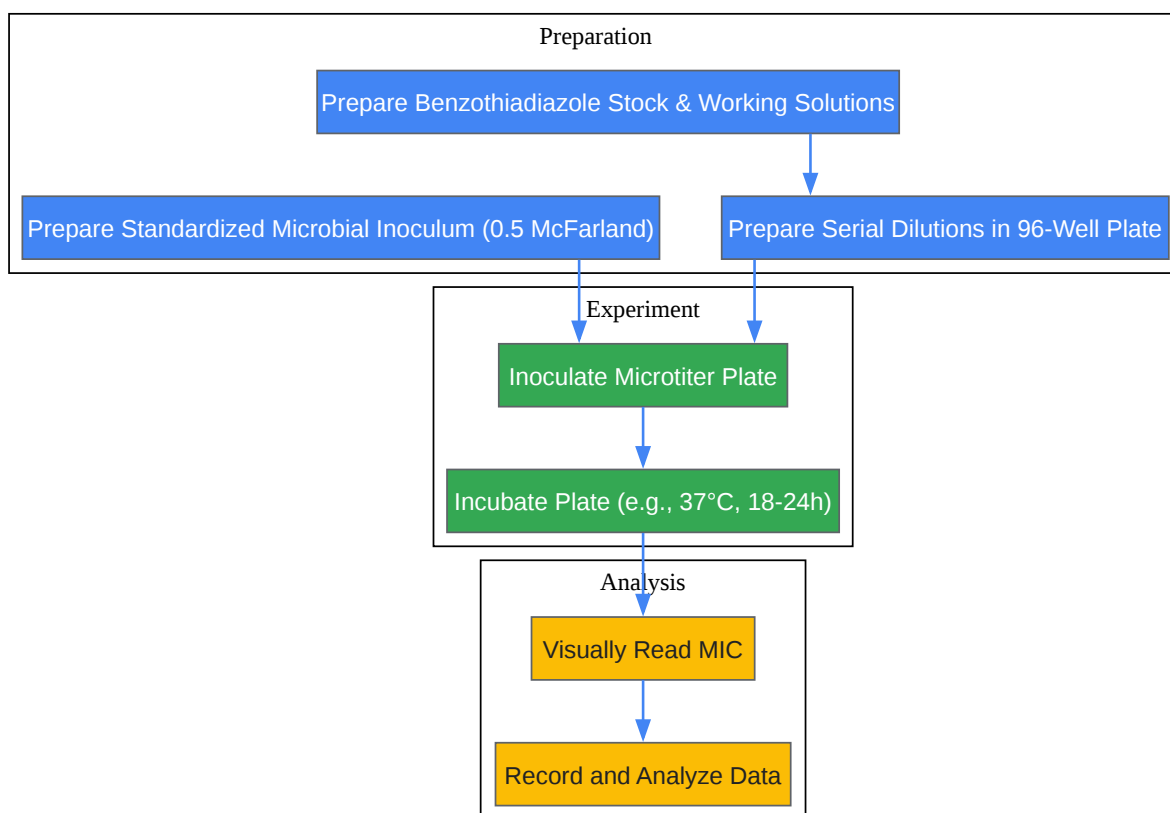 Preparation
Prepare Benzothiadiazole Stock & Working Solutions
Prepare Standardized Microbial Inoculum (0.5 McFarland)
Prepare Serial Dilutions in 96-Well Plate
Experiment
Inoculate Microtiter Plate
Incubate Plate (e.g., 37°C, 18-24h)
Analysis
Visually Read MIC
Record and Analyze Data